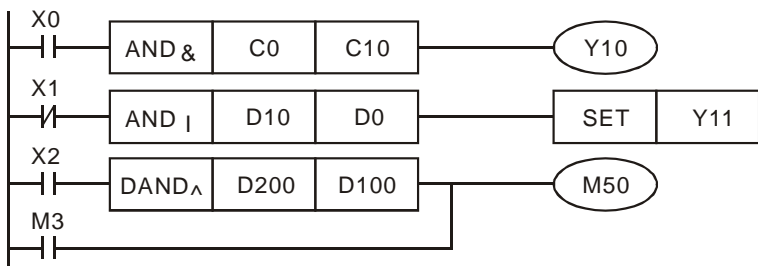 X0
AND & C0 C10 Y10
X1
AND | D10 D0 SET Y11
X2
DAND^ D200 D100 M50
M3